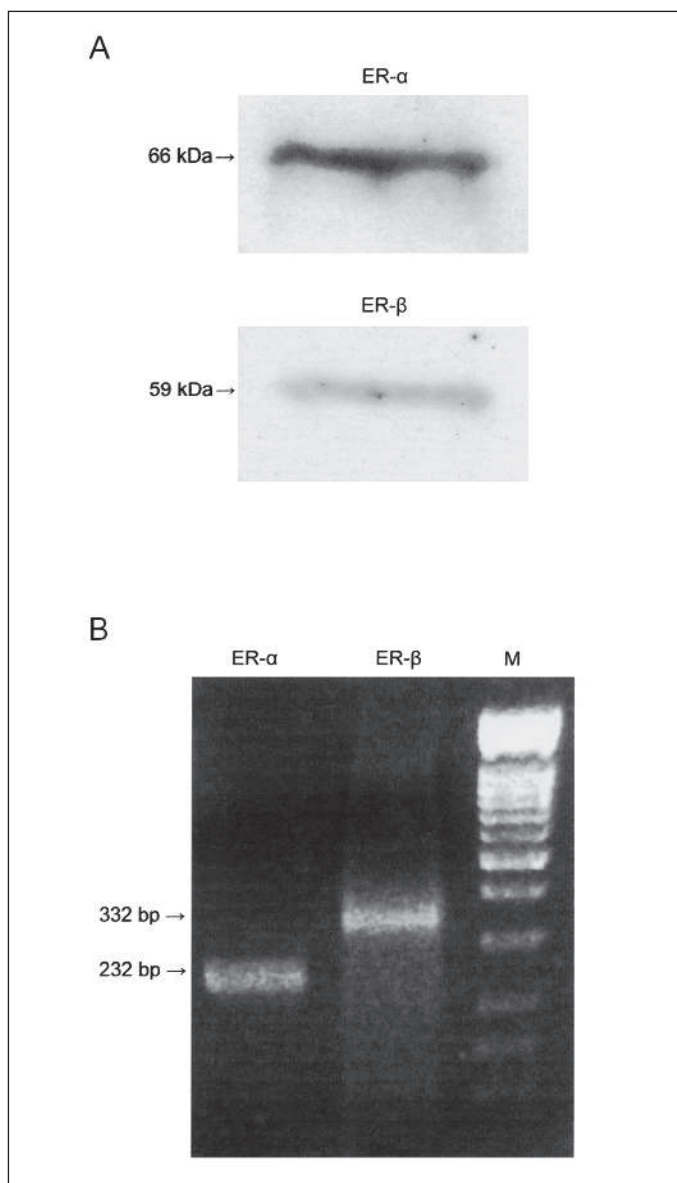 A
ER-α
66 kDa→
ER-β
59 kDa→
B
ER-α ER-β M
332 bp →
232 bp →